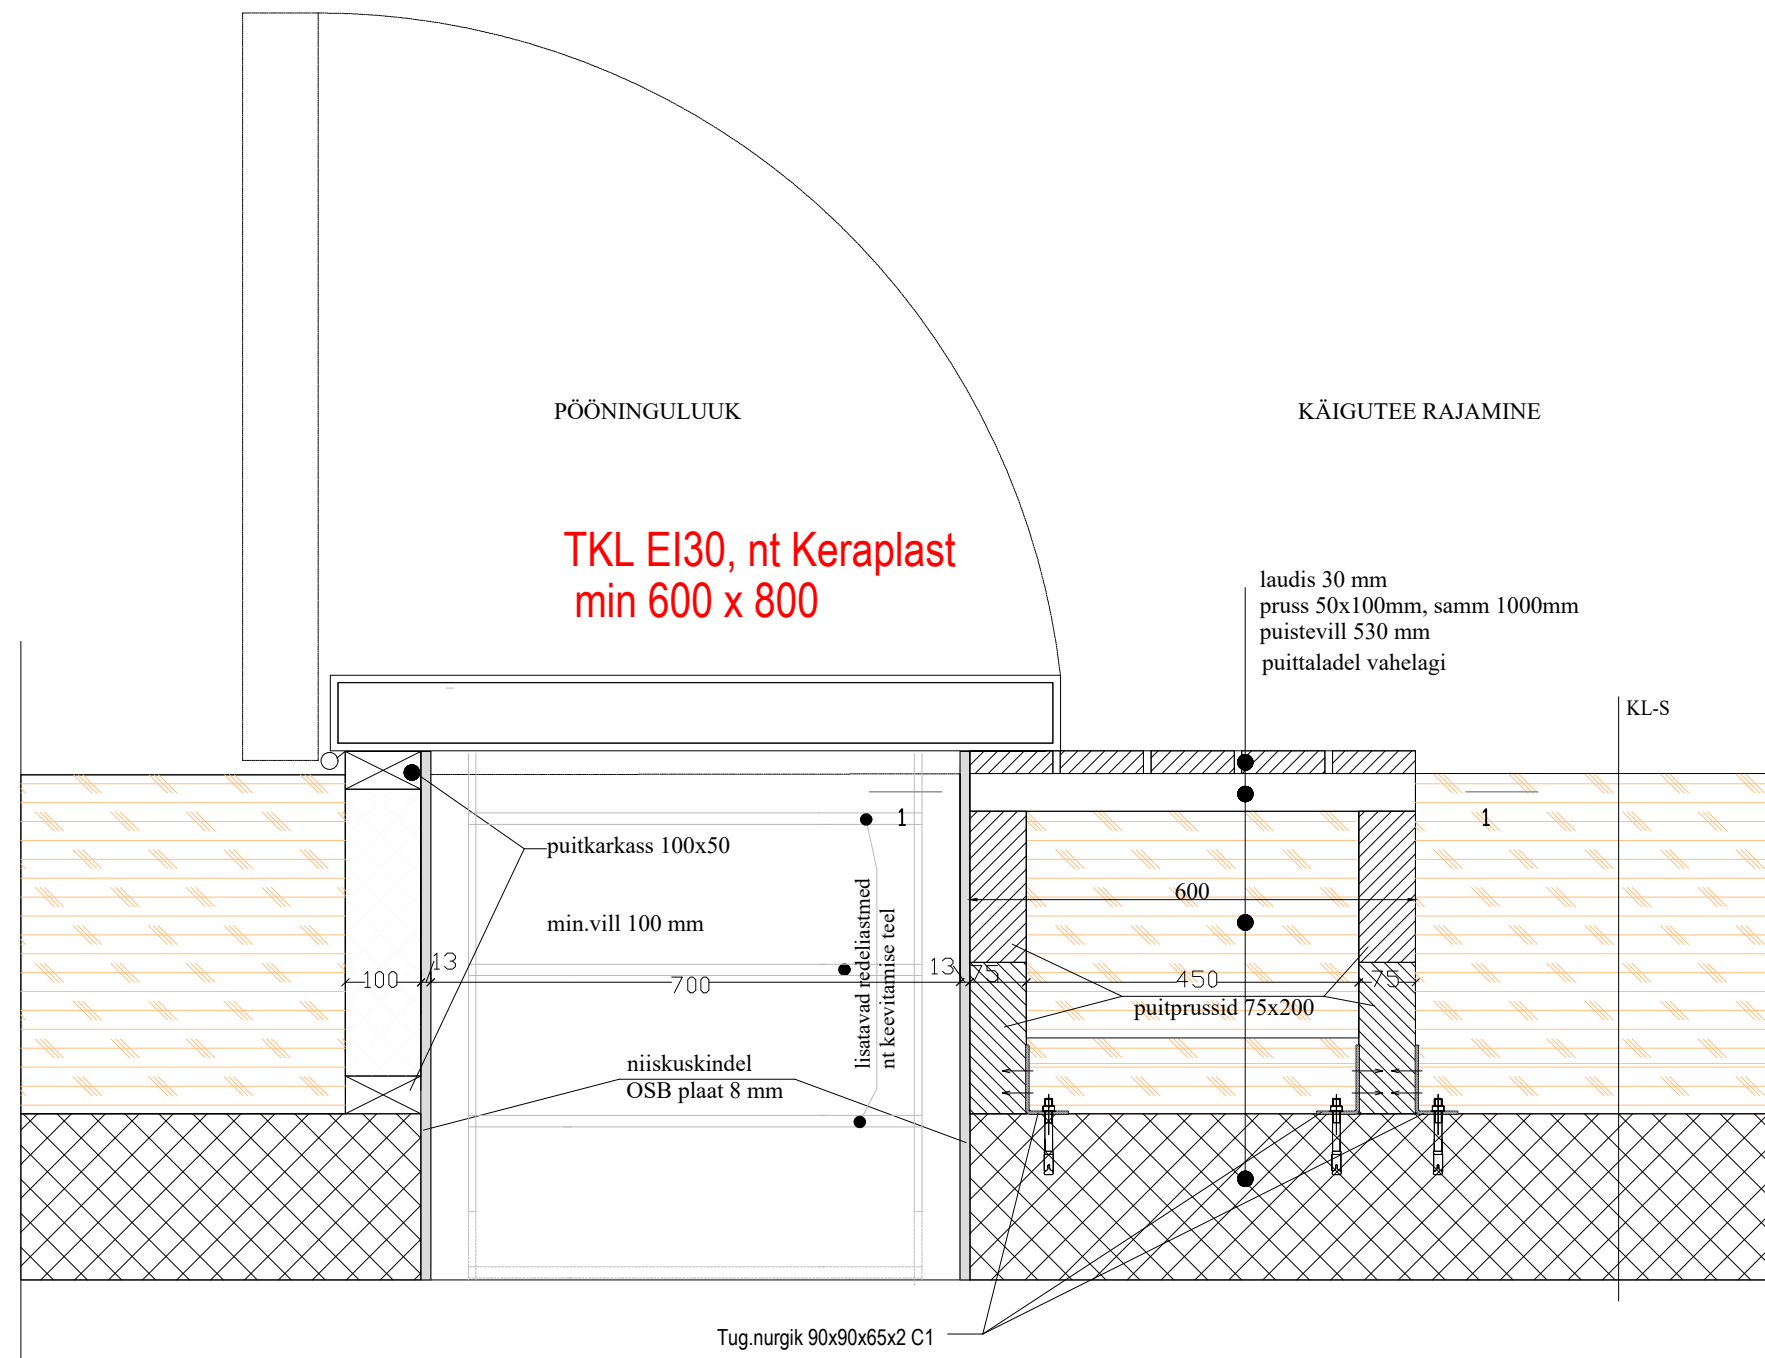 PÖÖNINGULUUK
KÄIGUTEE RAJAMINE
TKL EI30, nt Keraplast
min 600 x 800
laudis 30 mm
pruss 50x100mm, samm 1000mm
puistevill 530 mm
puittaladel vahelagi
KL-S
1
1
puitkarkass 100x50
min.vill 100 mm
lisatavad redeliastmed
nt keevitamise teel
600
100
13
700
13
75
450
75
puitprussid 75x200
niiskuskindel
OSB plaat 8 mm
Tug.nurgik 90x90x65x2 C1